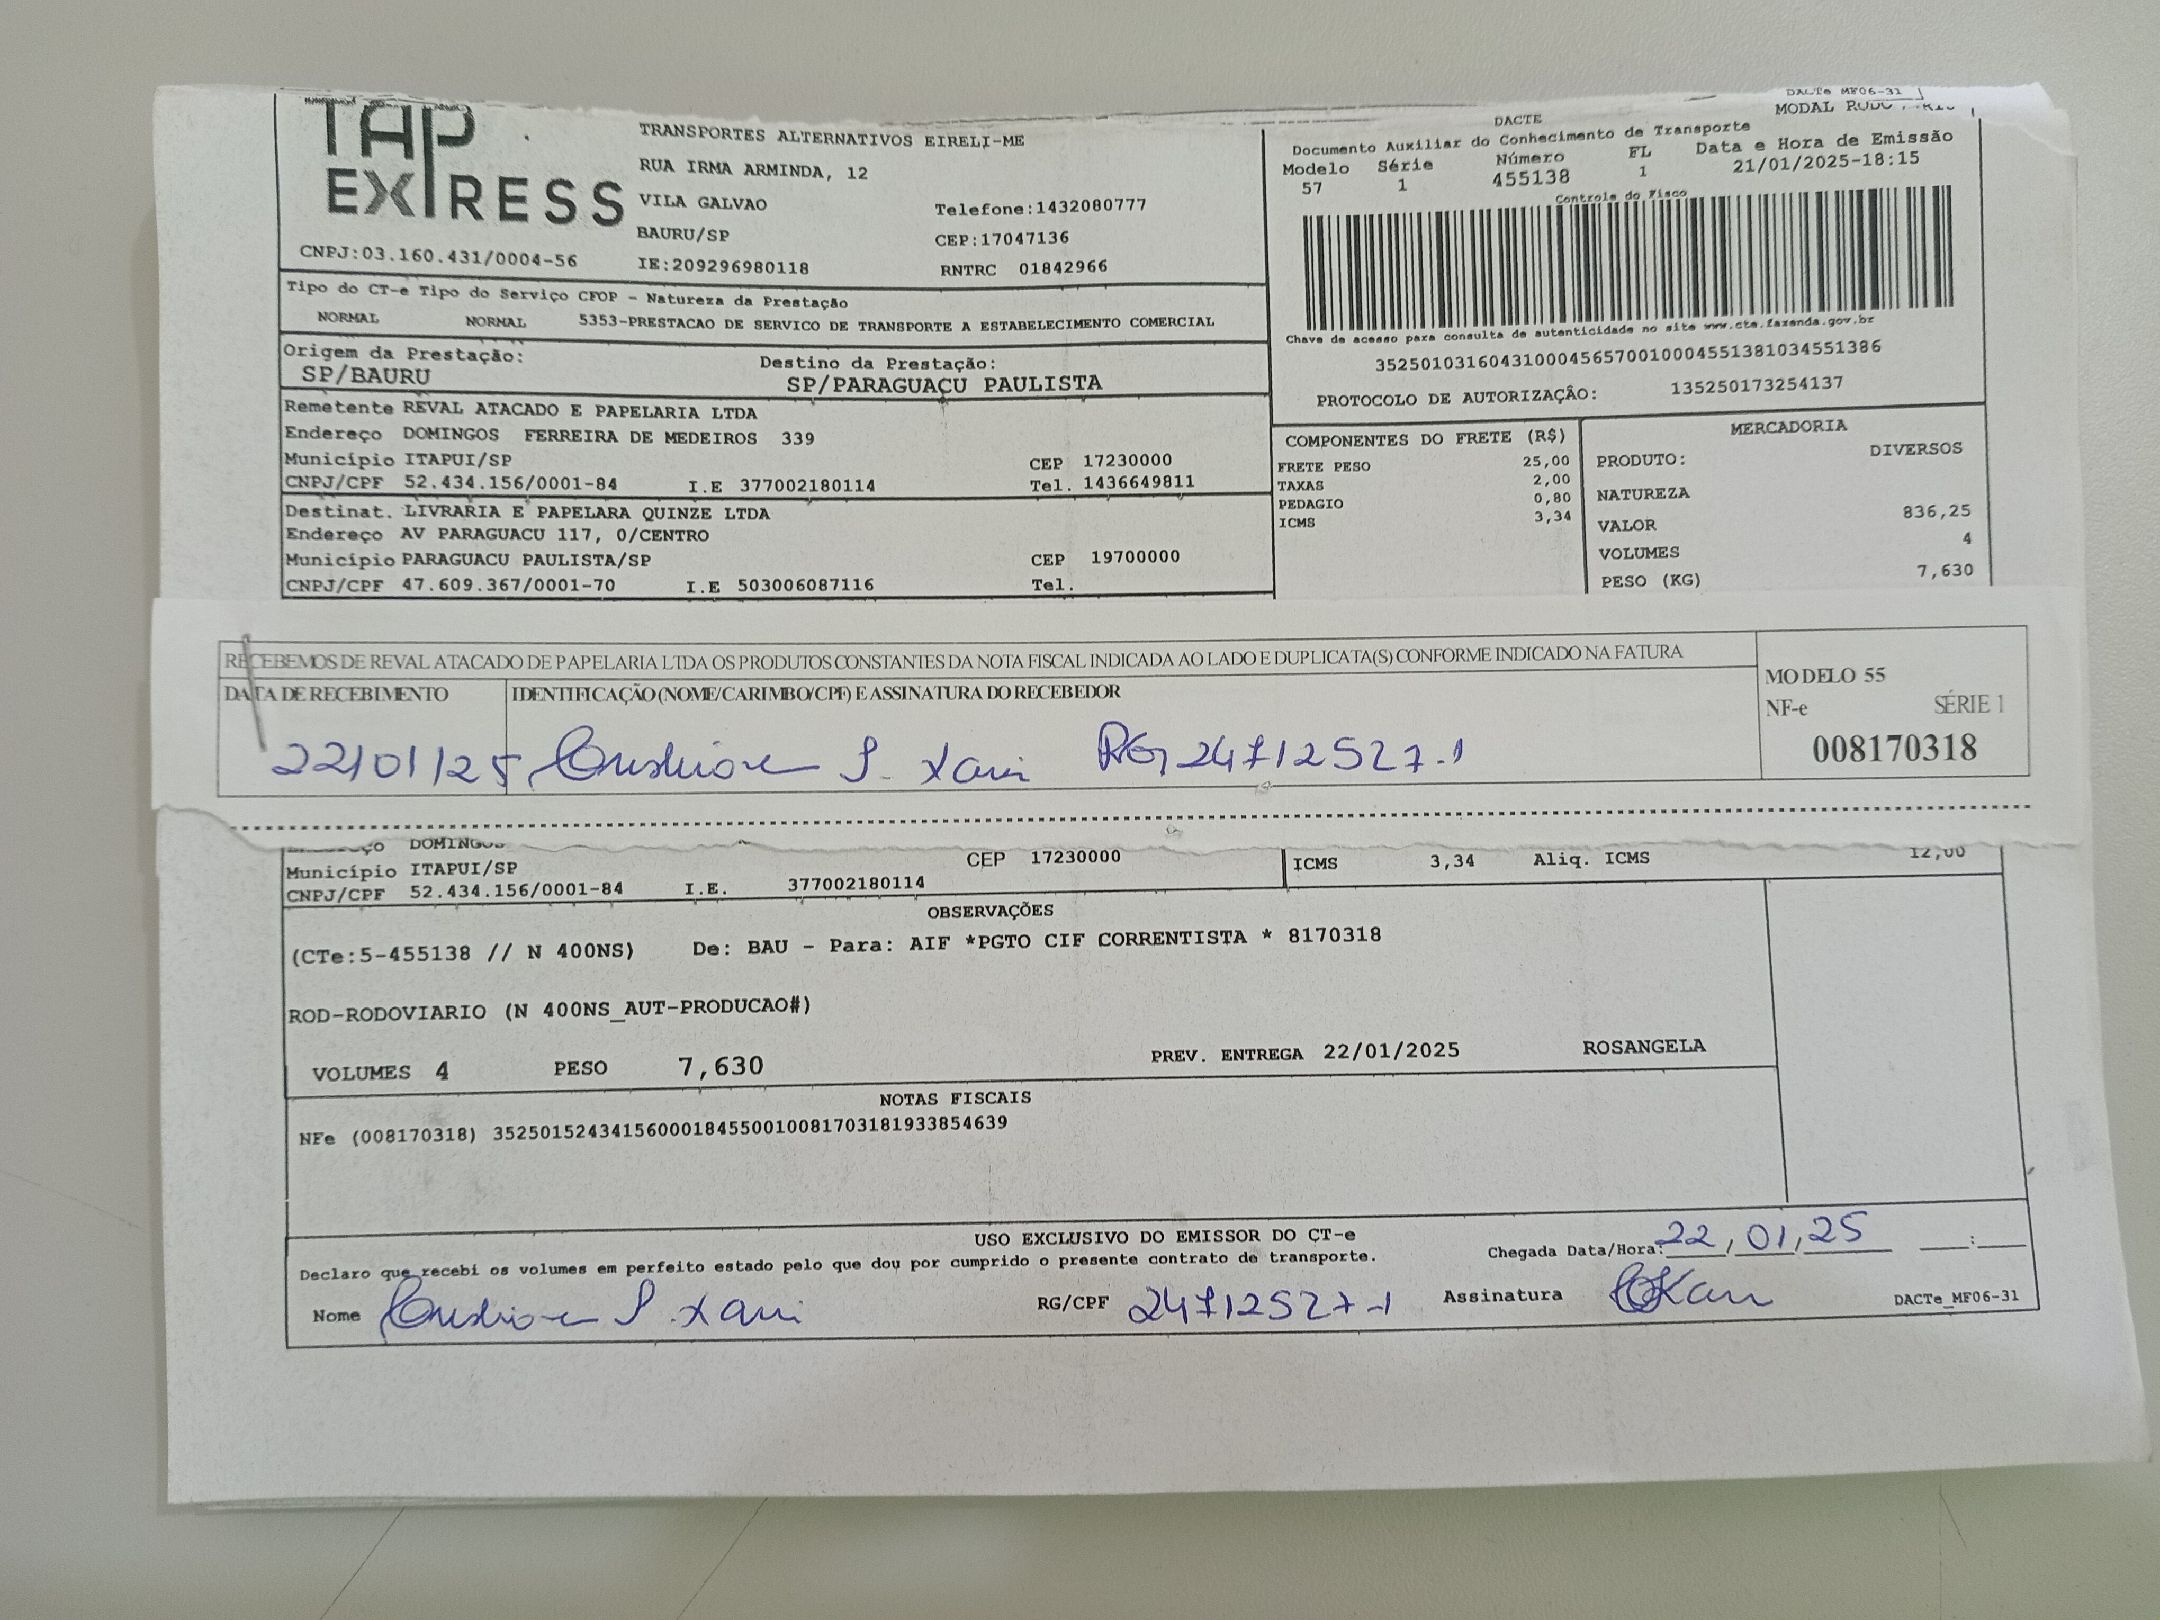 TAP EXPRESS
CNPJ:03.160.431/0004-56
TRANSPORTES ALTERNATIVOS EIRELI-ME
RUA IRMA ARMINDA, 12
VILA GALVAO Telefone:1432080777
BAURU/SP CEP:17047136
IE:209296980118 RNTRC 01842966
DACTe MF06-31
MODAL
DACTE
Documento Auxiliar do Conhecimento de Transporte
Modelo Série Número FL Data e Hora de Emissão
57 1 455138 1 21/01/2025-18:15
Controle do Fisco
Chave de acesso para consulta de autenticidade no site www.cte.fazenda.gov.br
35250103160431000456570010004551381034551386
PROTOCOLO DE AUTORIZAÇÂO: 135250173254137
Tipo do CT-e Tipo do Serviço CFOP - Natureza da Prestação
NORMAL NORMAL 5353-PRESTACAO DE SERVICO DE TRANSPORTE A ESTABELECIMENTO COMERCIAL
Origem da Prestação: Destino da Prestação:
SP/BAURU SP/PARAGUAÇU PAULISTA
Remetente REVAL ATACADO E PAPELARIA LTDA
Endereço DOMINGOS FERREIRA DE MEDEIROS 339
Município ITAPUI/SP CEP 17230000
CNPJ/CPF 52.434.156/0001-84 I.E 377002180114 Tel. 1436649811
Destinat. LIVRARIA E PAPELARA QUINZE LTDA
Endereço AV PARAGUACU 117, 0/CENTRO
Município PARAGUACU PAULISTA/SP CEP 19700000
CNPJ/CPF 47.609.367/0001-70 I.E 503006087116 Tel.
COMPONENTES DO FRETE (R$)
FRETE PESO 25,00
TAXAS 2,00
PEDAGIO 0,80
ICMS 3,34
MERCADORIA
PRODUTO: DIVERSOS
NATUREZA
VALOR 836,25
VOLUMES 4
PESO (KG) 7,630
RECEBEMOS DE REVAL ATACADO DE PAPELARIA LTDA OS PRODUTOS CONSTANTES DA NOTA FISCAL INDICADA AO LADO E DUPLICATA(S) CONFORME INDICADO NA FATURA
DATA DE RECEBIMENTO IDENTIFICAÇÃO (NOME/CARIMBO/CPF) E ASSINATURA DO RECEBEDOR
22/01/25 S. RG 24712527-1
MODELO 55
NF-e SÉRIE 1
008170318
DOMINGOS
Município ITAPUI/SP CEP 17230000
CNPJ/CPF 52.434.156/0001-84 I.E. 377002180114
ICMS 3,34 Aliq. ICMS 12,00
OBSERVAÇÕES
(CTe:5-455138 // N 400NS) De: BAU - Para: AIF *PGTO CIF CORRENTISTA * 8170318
ROD-RODOVIARIO (N 400NS_AUT-PRODUCAO#)
VOLUMES 4 PESO 7,630 PREV. ENTREGA 22/01/2025 ROSANGELA
NOTAS FISCAIS
NFe (008170318) 35250152434156000184550010081703181933854639
USO EXCLUSIVO DO EMISSOR DO CT-e
Declaro que recebi os volumes em perfeito estado pelo que dou por cumprido o presente contrato de transporte.
Chegada Data/Hora: 22/01/25 __:__
Nome S. RG/CPF 24712527-1 Assinatura
DACTe_MF06-31